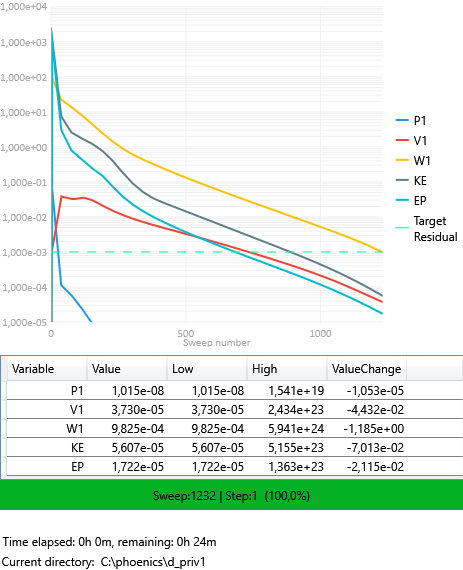 1,000e+04
1,000e+03
1,000e+02
1,000e+01
1,000e+00
1,000e-01
1,000e-02
1,000e-03
1,000e-04
1,000e-05
0 500 1000
Sweep number
P1
V1
W1
KE
EP
Target
Residual
Variable Value Low High ValueChange
P1 1,015e-08 1,015e-08 1,541e+19 -1,053e-05
V1 3,730e-05 3,730e-05 2,434e+23 -4,432e-02
W1 9,825e-04 9,825e-04 5,941e+24 -1,185e+00
KE 5,607e-05 5,607e-05 5,155e+23 -7,013e-02
EP 1,722e-05 1,722e-05 1,363e+23 -2,115e-02
Sweep:1232 | Step:1 (100,0%)
Time elapsed: 0h 0m, remaining: 0h 24m
Current directory: C:\phoenics\d_priv1